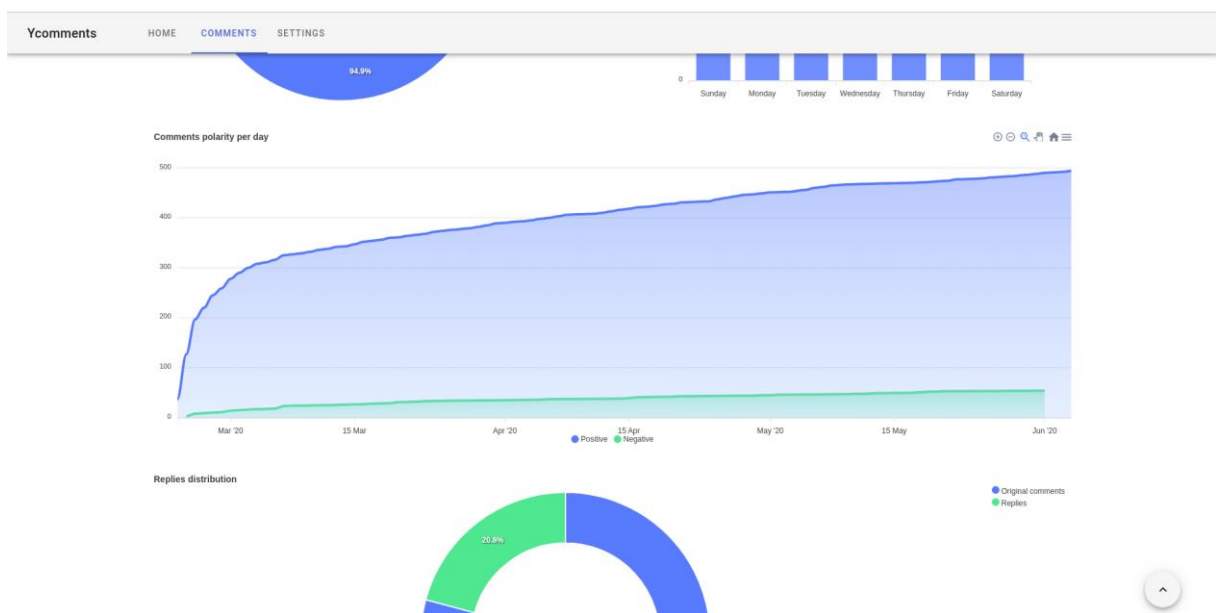 Ycomments HOME COMMENTS SETTINGS
94.9%
0
Sunday Monday Tuesday Wednesday Thursday Friday Saturday
Comments polarity per day
500
400
300
200
100
0
Mar '20 15 Mar Apr '20 15 Apr May '20 15 May Jun '20
Positive Negative
Replies distribution
Original comments
Replies
20.8%